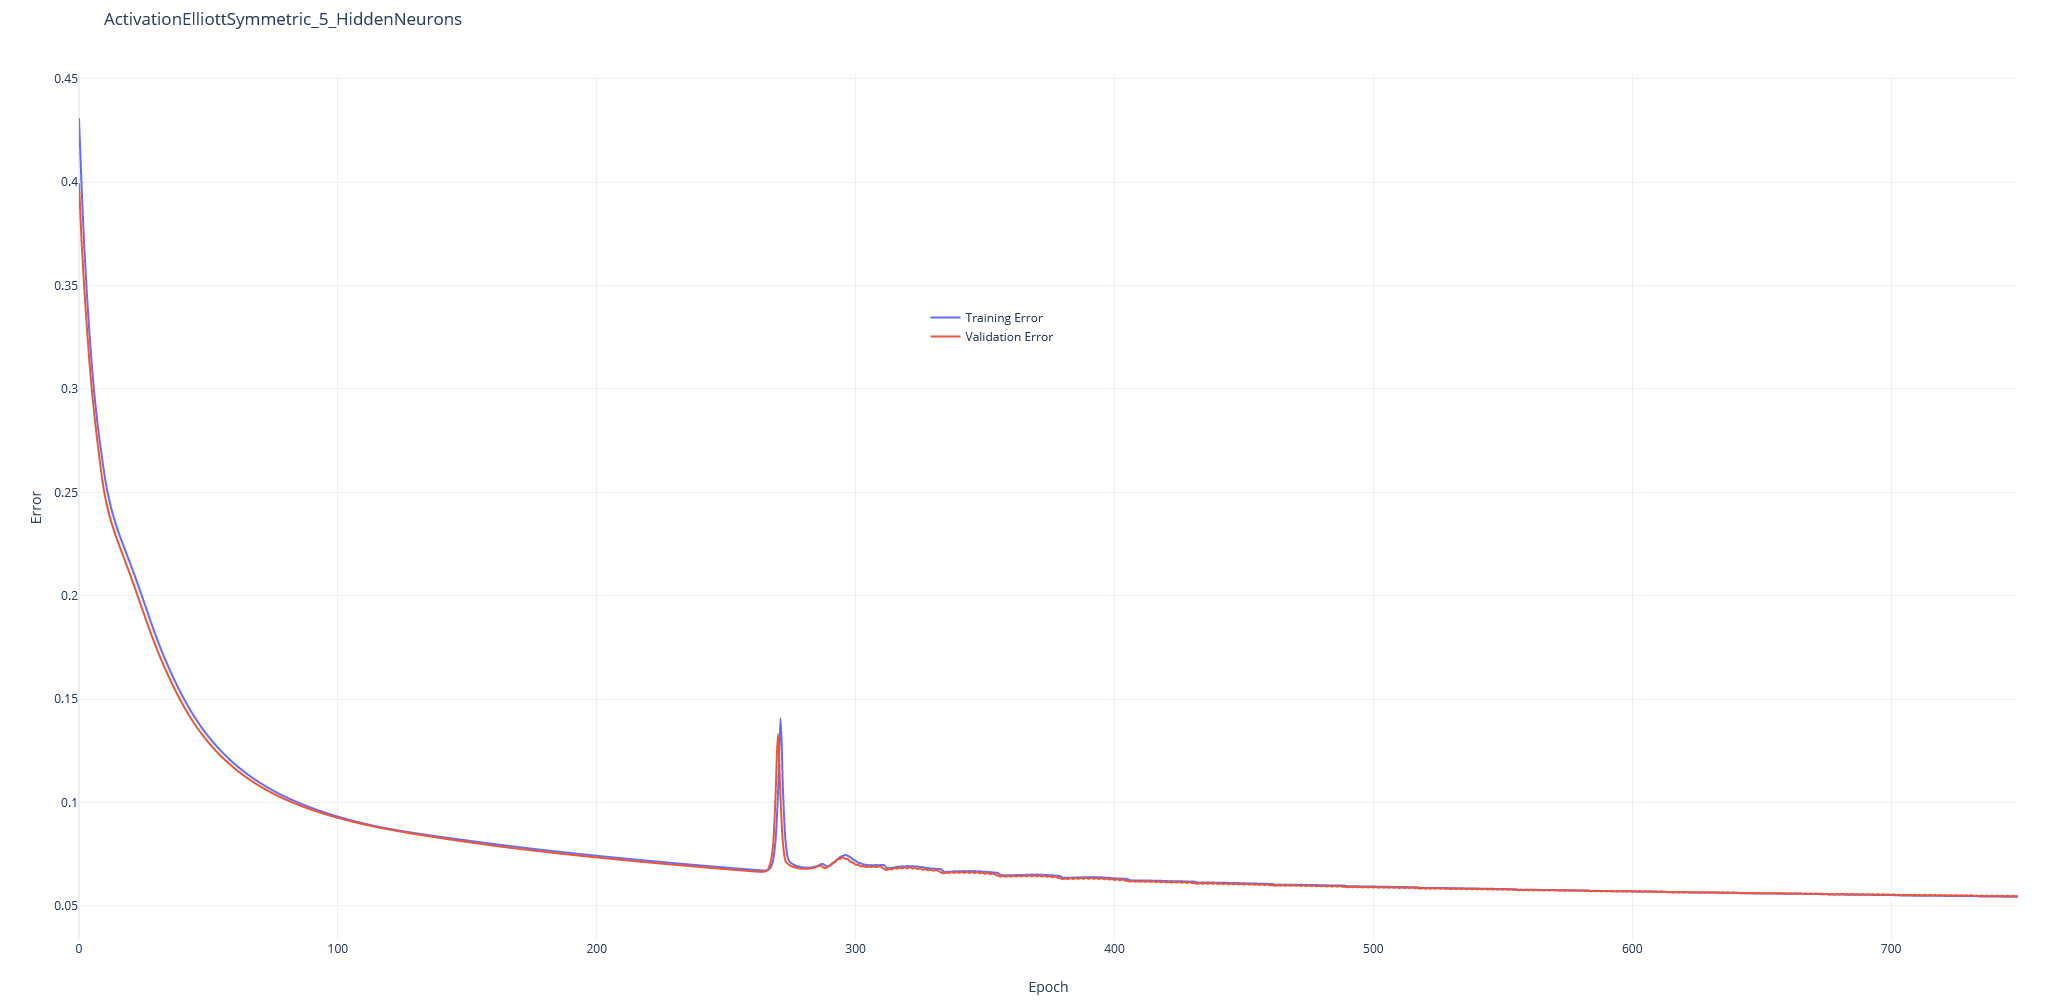 ActivationElliottSymmetric_5_HiddenNeurons
0.45
0.4
0.35
0.3
0.25
0.2
0.15
0.1
0.05
Error
Training Error
Validation Error
0 100 200 300 400 500 600 700
Epoch